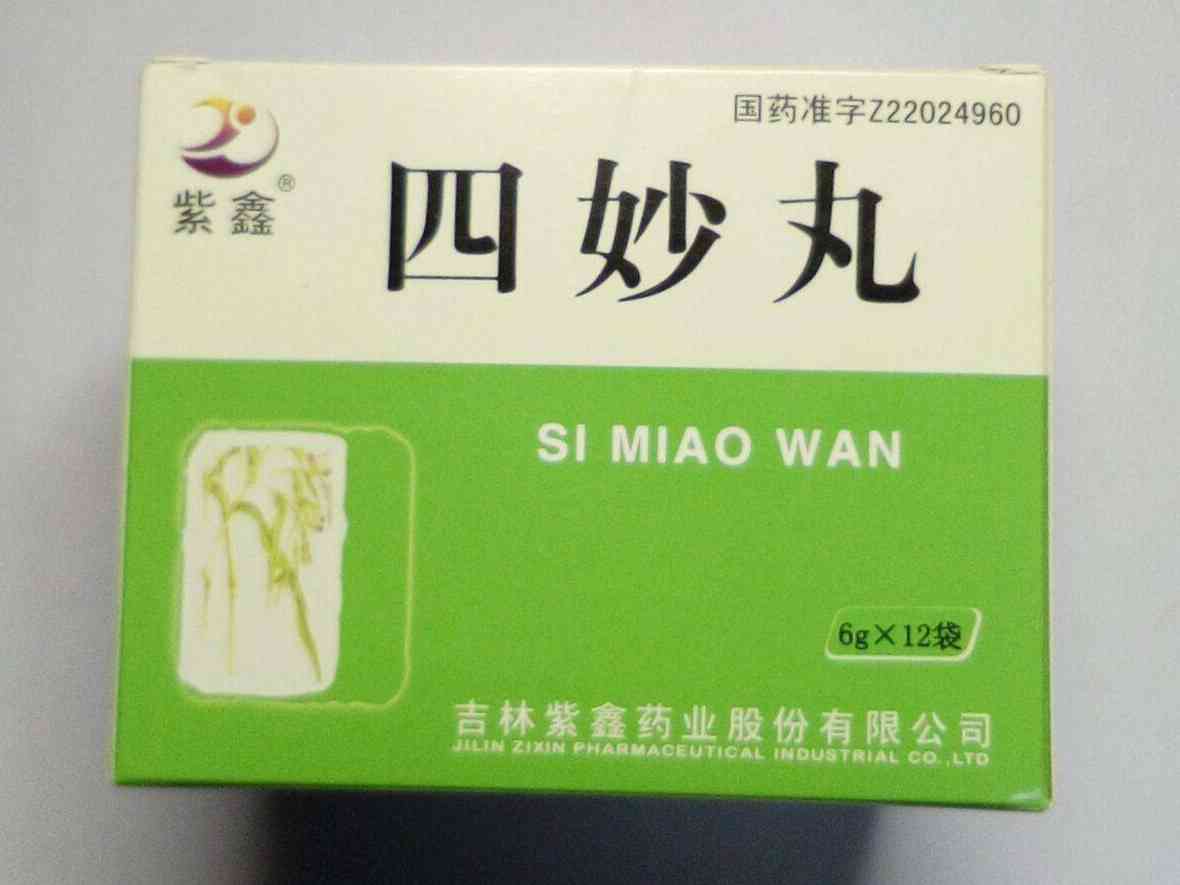 国药准字Z22024960
紫鑫®
四妙丸
SI MIAO WAN
6g×12袋
吉林紫鑫药业股份有限公司
JILIN ZIXIN PHARMACEUTICAL INDUSTRIAL CO.,LTD